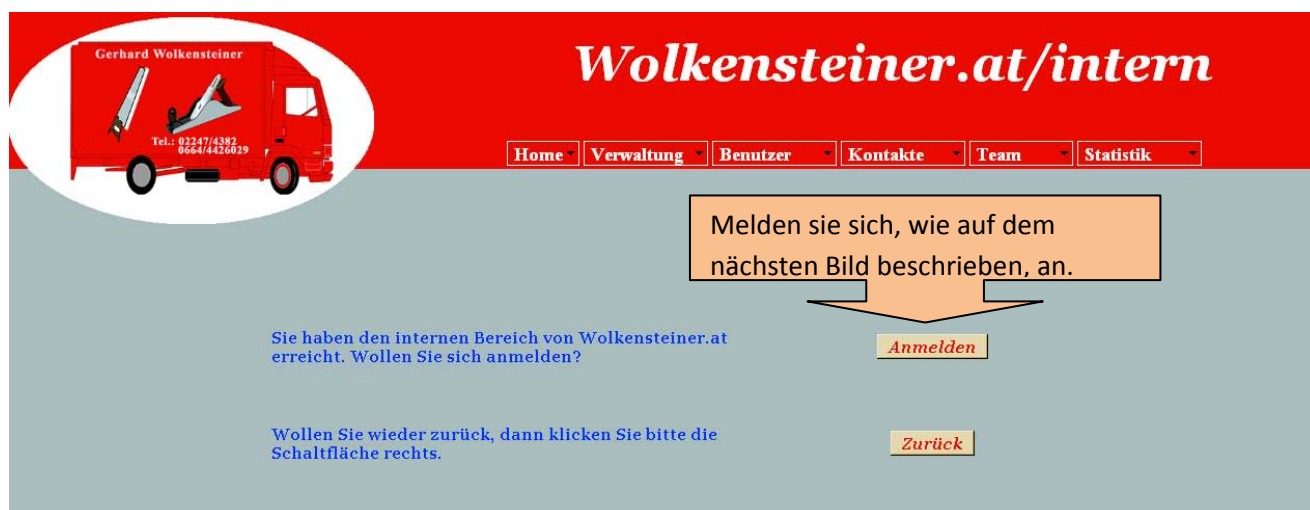 Gerhard Wolkensteiner
Tel.: 02247/4382
0664/4426029
Wolkensteiner.at/intern
Home Verwaltung Benutzer Kontakte Team Statistik
Melden sie sich, wie auf dem
nächsten Bild beschrieben, an.
Sie haben den internen Bereich von Wolkensteiner.at
erreicht. Wollen Sie sich anmelden?
Anmelden
Wollen Sie wieder zurück, dann klicken Sie bitte die
Schaltfläche rechts.
Zurück